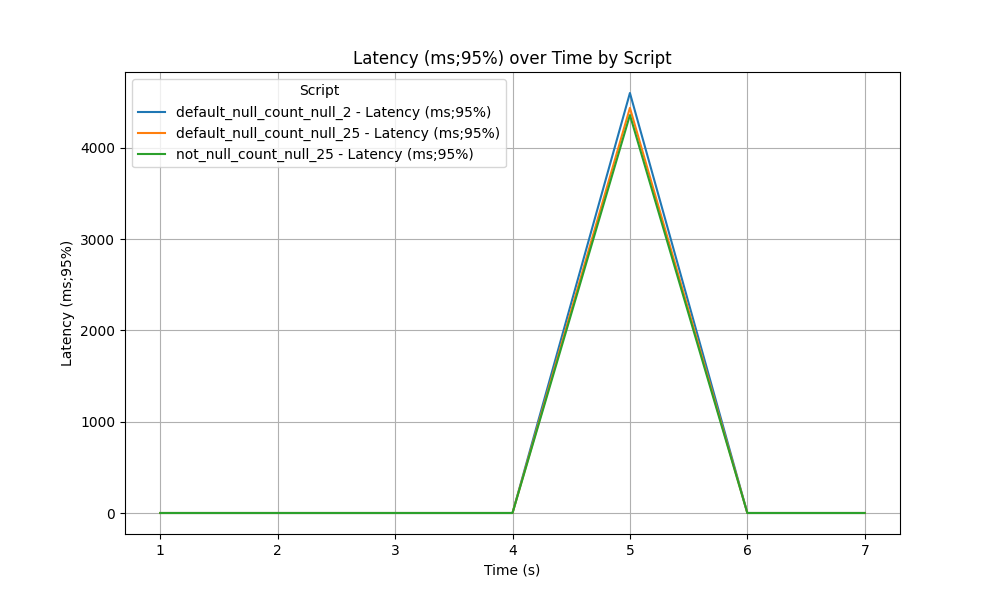 Latency (ms;95%) over Time by Script
Script
default_null_count_null_2 - Latency (ms;95%)
default_null_count_null_25 - Latency (ms;95%)
not_null_count_null_25 - Latency (ms;95%)
Latency (ms;95%)
4000
3000
2000
1000
0
1 2 3 4 5 6 7
Time (s)